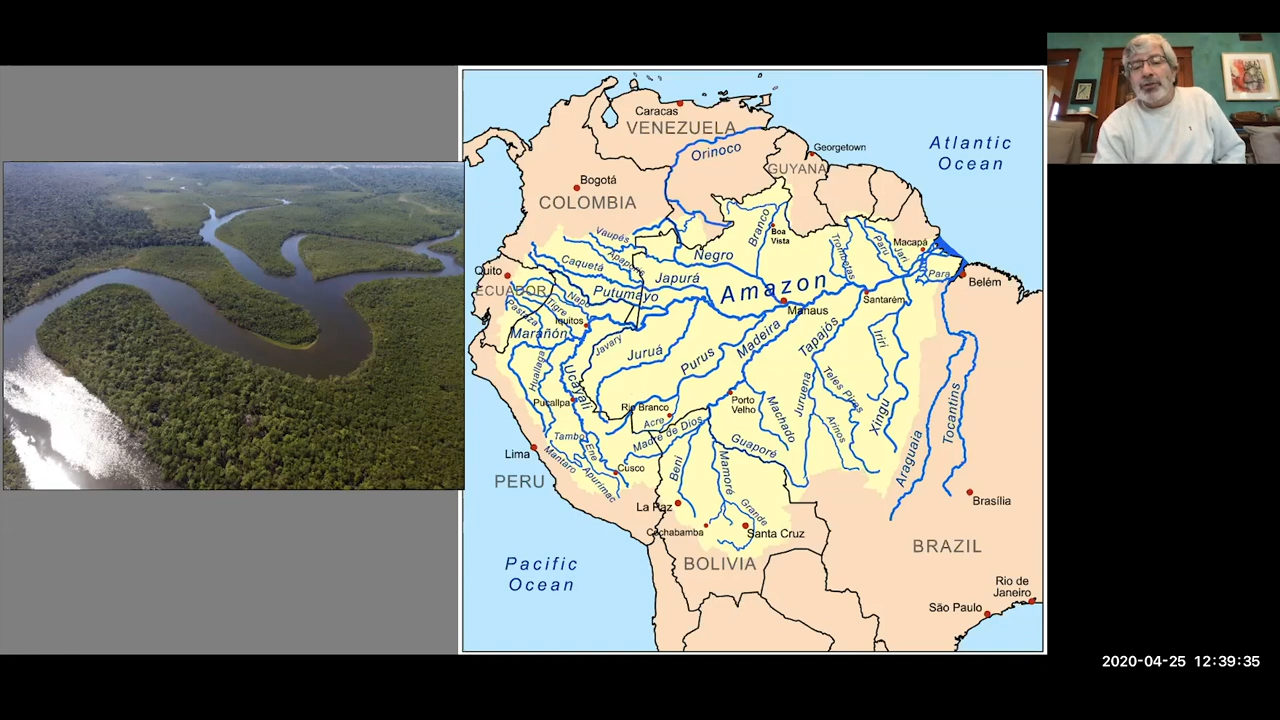 Caracas
VENEZUELA
Orinoco
Georgetown
GUYANA
Atlantic
Ocean
Bogotá
COLOMBIA
Vaupés
Apaporis
Caquetá
Japurá
Negro
Branco
Boa
Vista
Trombetas
Paru
Jari
Macapá
Para
Belém
Quito
ECUADOR
Putumayo
Napo
Tigre
Pastaza
Iquitos
Marañón
Amazon
Manaus
Santarém
Javary
Juruá
Purus
Madeira
Tapajós
Iriri
Huallaga
Ucayali
Pucallpa
Rio Branco
Acre
Porto
Velho
Machado
Juruena
Teles Pires
Arinos
Xingu
Araguaia
Tocantins
Lima
PERU
Tambo
Ene
Mantaro
Apurimac
Cusco
Madre de Dios
Beni
Mamoré
Guaporé
Grande
La Paz
Cochabamba
Santa Cruz
BOLIVIA
Brasília
BRAZIL
Pacific
Ocean
Rio de
Janeiro
São Paulo
2020-04-25 12:39:35